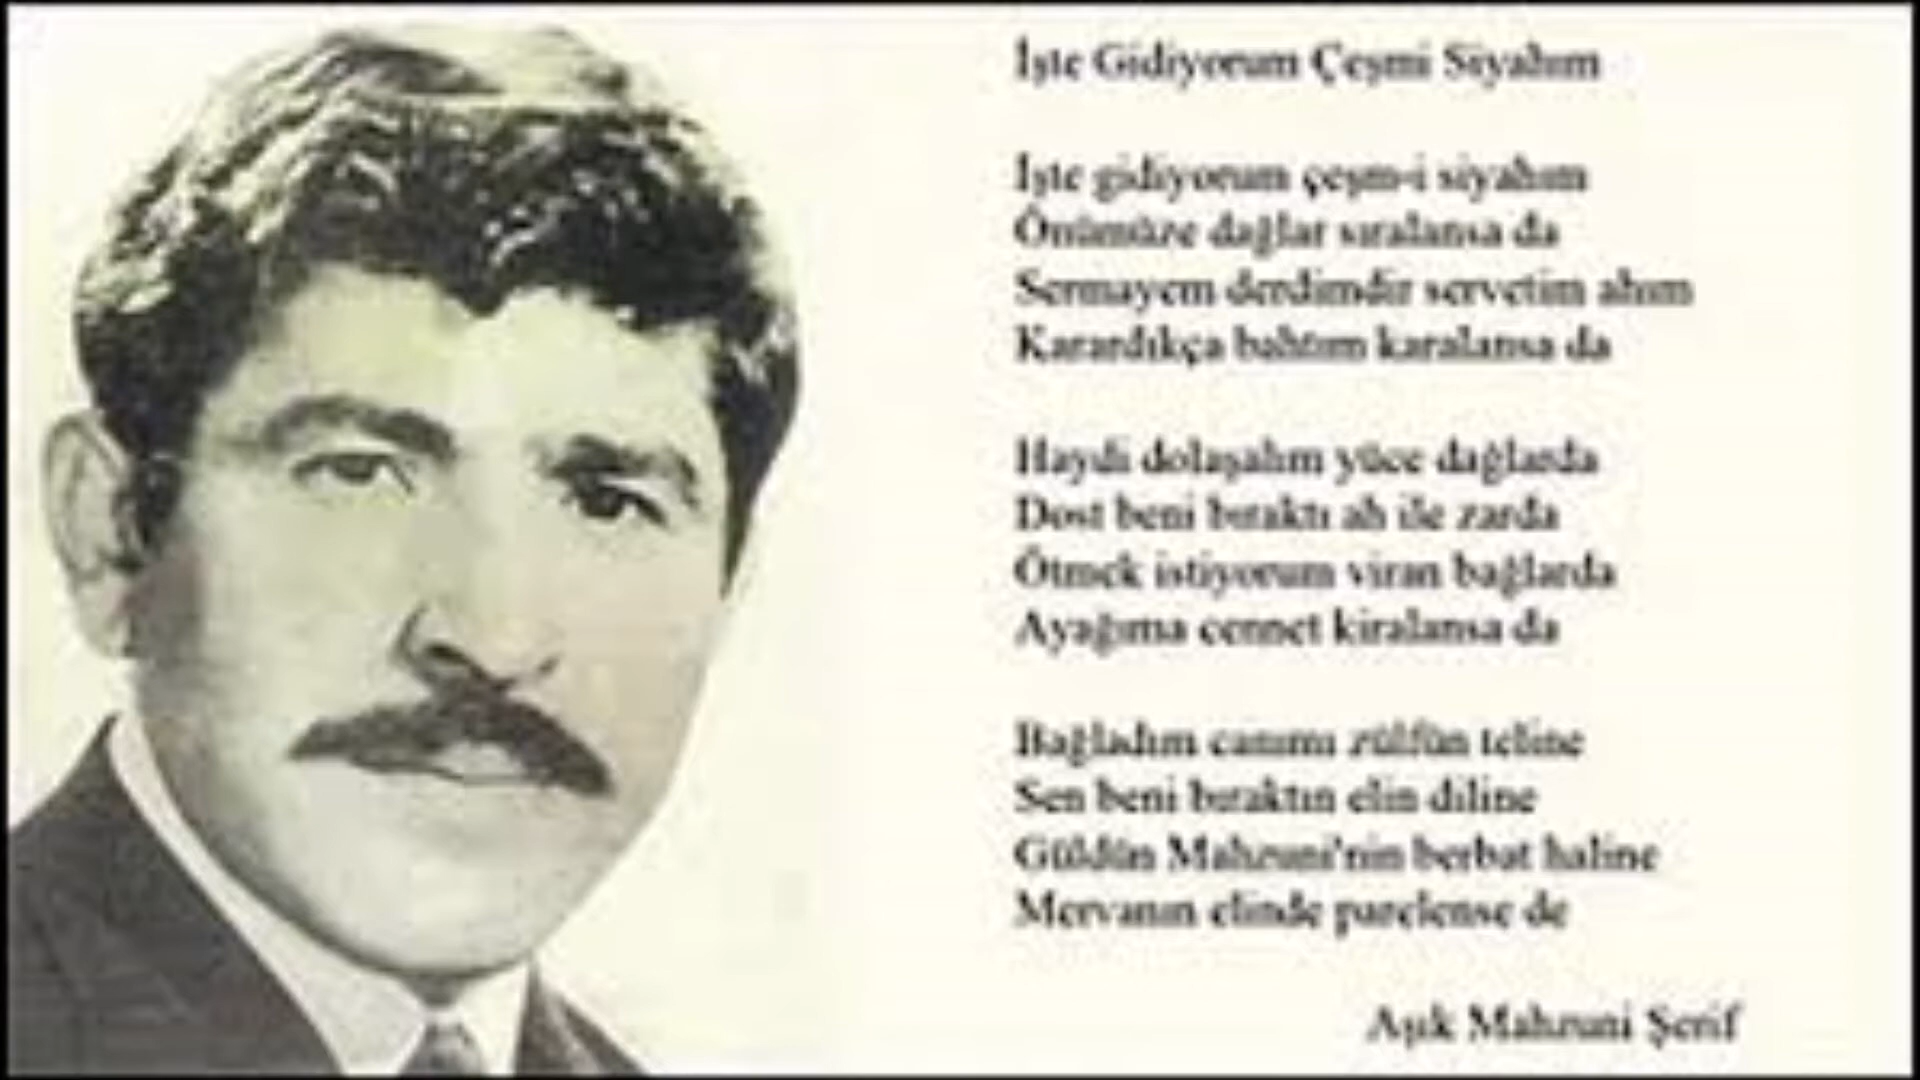 İşte Gidiyorum Çeşmi Siyahım
İşte gidiyorum çeşm-i siyahım
Önümüze dağlar sıralansa da
Sermayem derdimdir servetim ahım
Karardıkça bahtım karalansa da
Haydi dolaşalım yüce dağlarda
Dost beni bıraktı ah ile zarda
Ötmek istiyorum viran bağlarda
Ayağıma cennet kiralansa da
Bağladım canımı zülfün teline
Sen beni bıraktın elin diline
Güldün Mahzuni'nin berbat haline
Mervanın elinde parelense de
Aşık Mahzuni Şerif